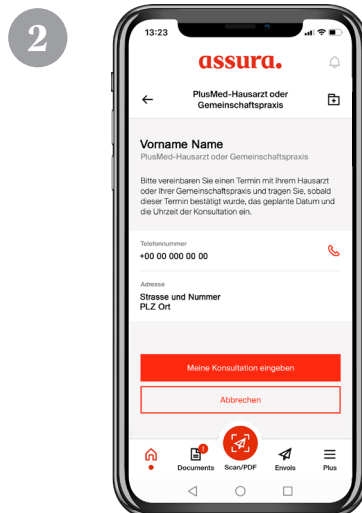 2
13:23
assura.
PlusMed-Hausarzt oder
Gemeinschaftspraxis
Vorname Name
PlusMed-Hausarzt oder Gemeinschaftspraxis
Bitte vereinbaren Sie einen Termin mit Ihrem Hausarzt
oder Ihrer Gemeinschaftspraxis und tragen Sie, sobald
dieser Termin bestätigt wurde, das geplante Datum und
die Uhrzeit der Konsultation ein.
Telefonnummer
+00 00 000 00 00
Adresse
Strasse und Nummer
PLZ Ort
Meine Konsultation eingeben
Abbrechen
Documents Scan/PDF Envois Plus